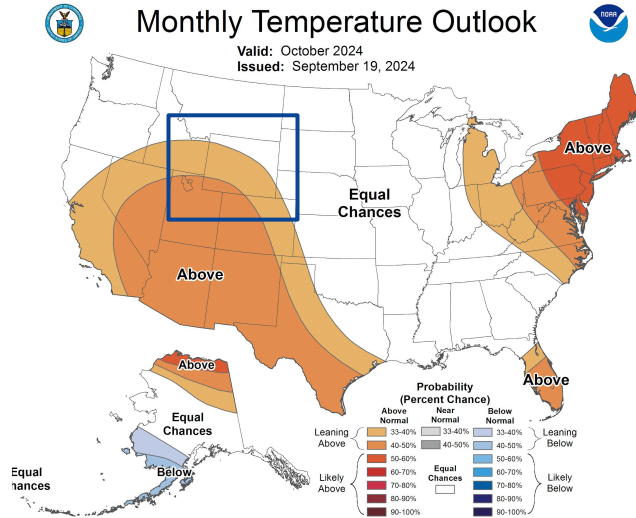 Monthly Temperature Outlook
NOAA
Valid: October 2024
Issued: September 19, 2024
Above
Equal
Chances
Above
Above
Above
Equal
Chances
Below
Equal
hances
Probability
(Percent Chance)
Above
Normal
Near
Normal
Below
Normal
Leaning
Above
33-40%
40-50%
33-40%
40-50%
33-40%
40-50%
Leaning
Below
Likely
Above
50-60%
60-70%
70-80%
80-90%
90-100%
Equal
Chances
50-60%
60-70%
70-80%
80-90%
90-100%
Likely
Below